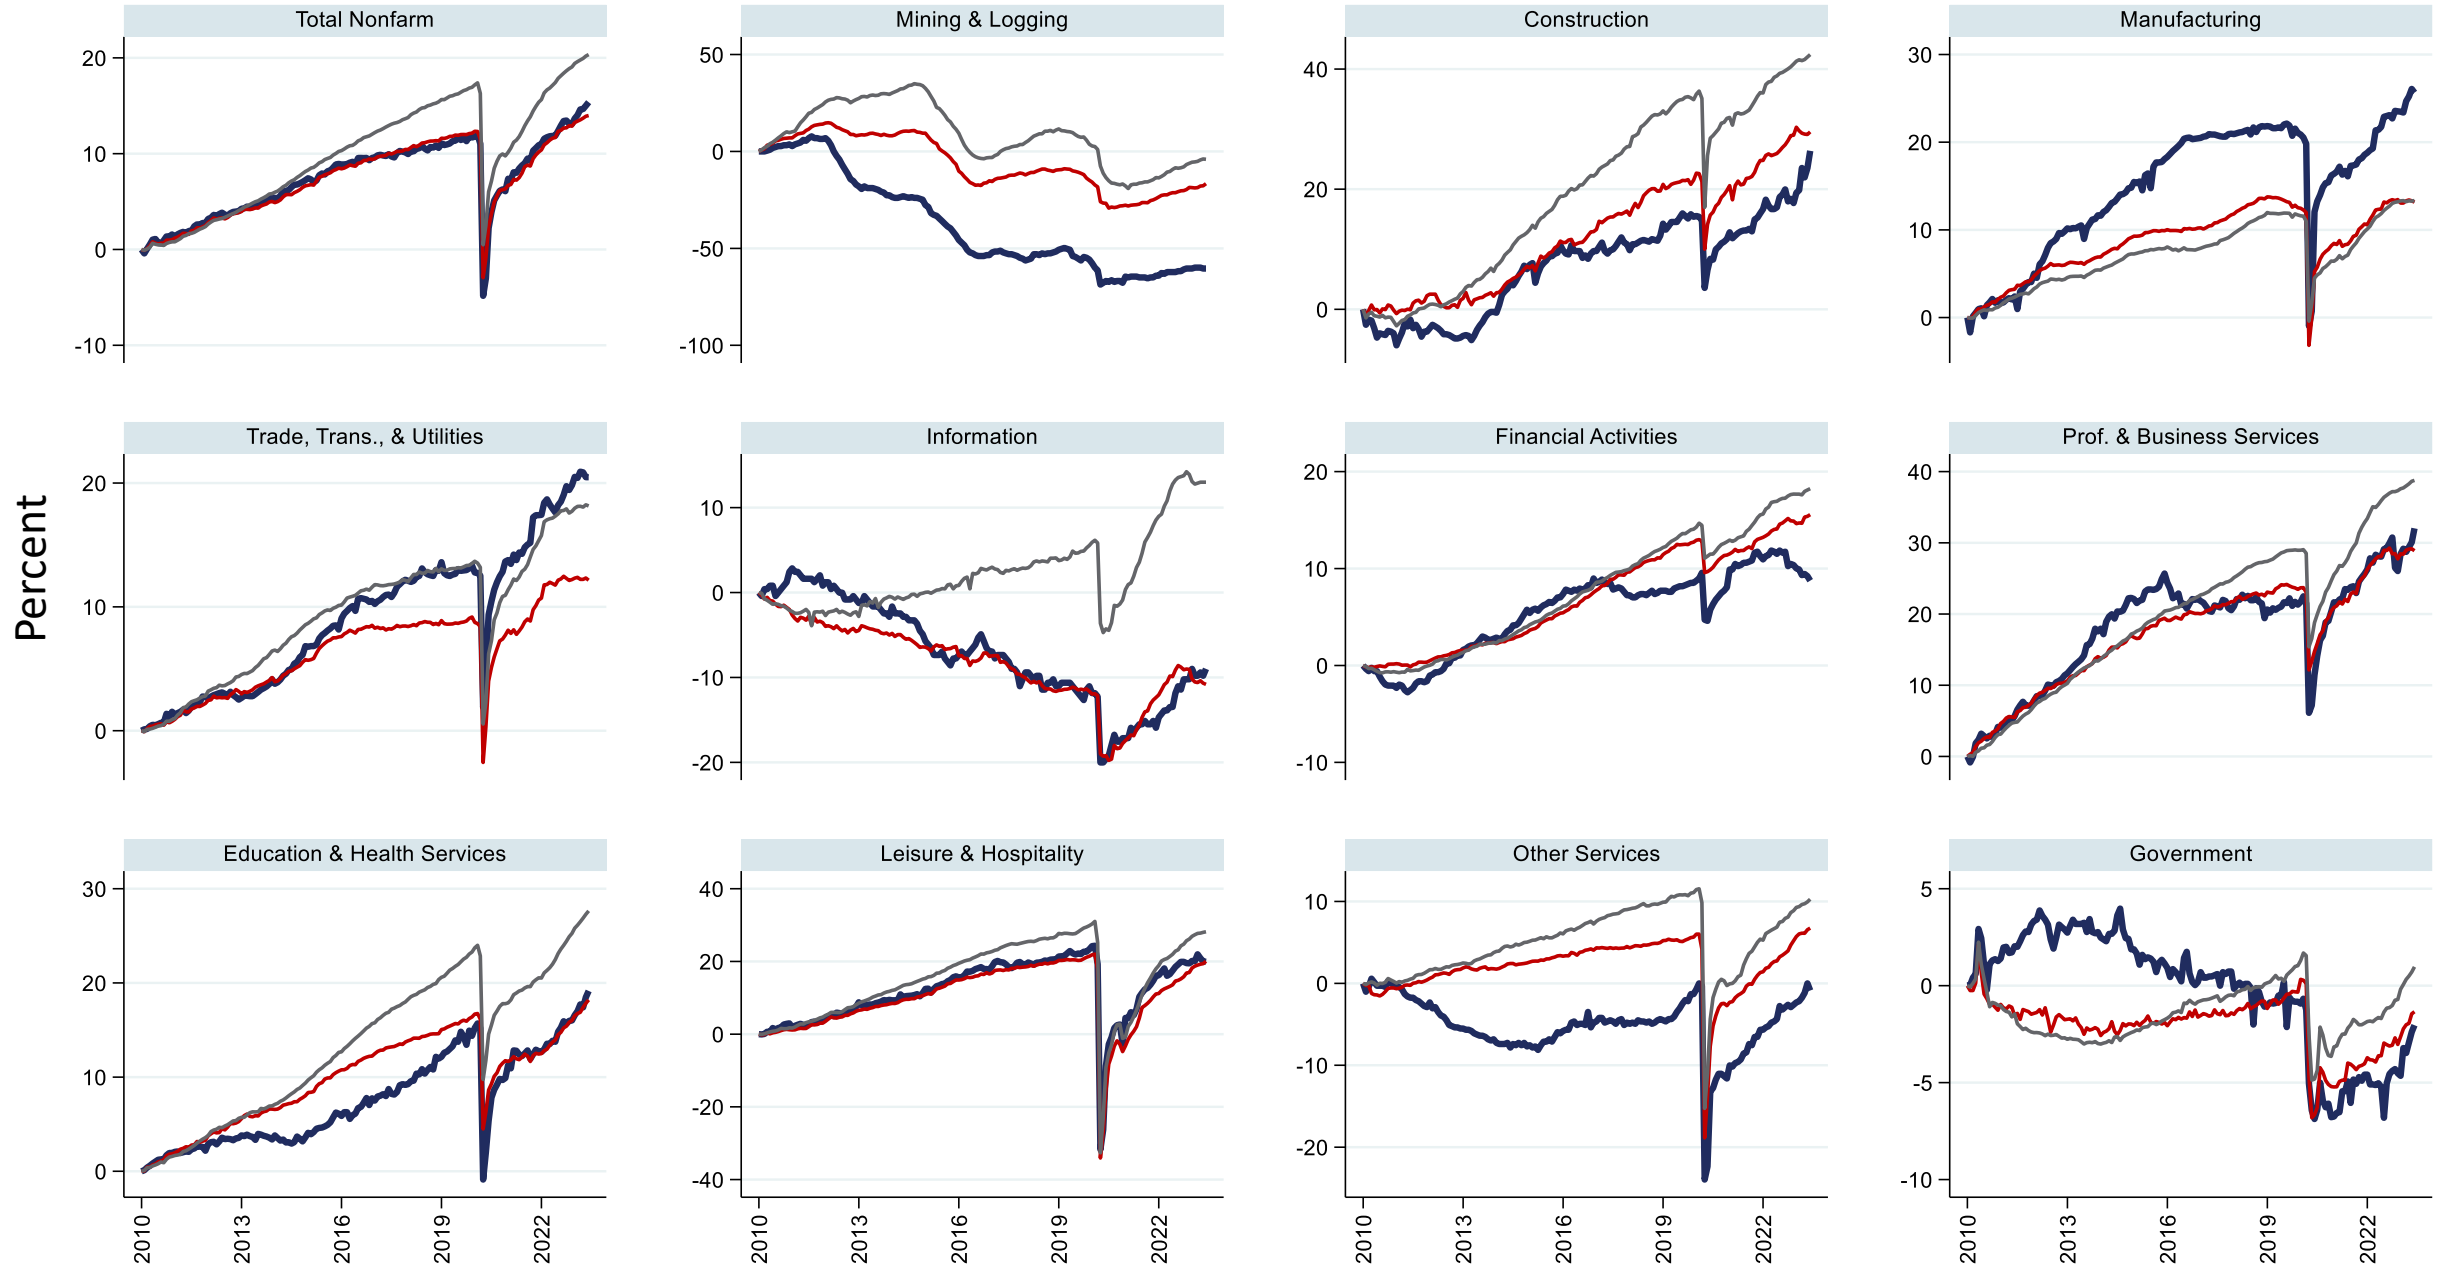 Total Nonfarm
Mining & Logging
Construction
Manufacturing
20
10
0
-10
50
0
-50
-100
40
20
0
30
20
10
0
Percent
Trade, Trans., & Utilities
Information
Financial Activities
Prof. & Business Services
20
10
0
10
0
-10
-20
20
10
0
-10
40
30
20
10
0
Education & Health Services
Leisure & Hospitality
Other Services
Government
30
20
10
0
40
20
0
-20
-40
10
0
-10
-20
5
0
-5
-10
2010 2013 2016 2019 2022
2010 2013 2016 2019 2022
2010 2013 2016 2019 2022
2010 2013 2016 2019 2022